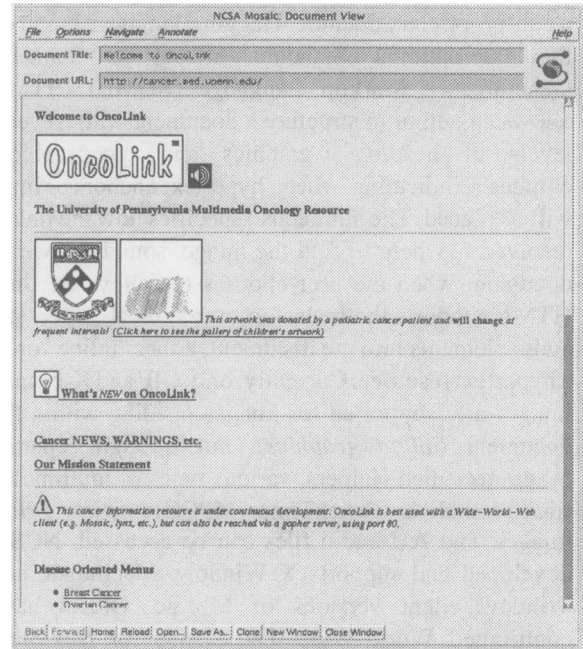 NCSA Mosaic: Document View
File Options Navigate Annotate Help
Document Title: Welcome to OncoLink
Document URL: http://cancer.med.upenn.edu/
Welcome to OncoLink
OncoLink™
The University of Pennsylvania Multimedia Oncology Resource
This artwork was donated by a pediatric cancer patient and will change at
frequent intervals! (Click here to see the gallery of children's artwork)
What's NEW on OncoLink?
Cancer NEWS, WARNINGS, etc.
Our Mission Statement
This cancer information resource is under continuous development. OncoLink is best used with a Wide-World-Web
client (e.g. Mosaic, lynx, etc.), but can also be reached via a gopher server, using port 80.
Disease Oriented Menus
• Breast Cancer
• Ovarian Cancer
Back Forward Home Reload Open... Save As... Clone New Window Close Window